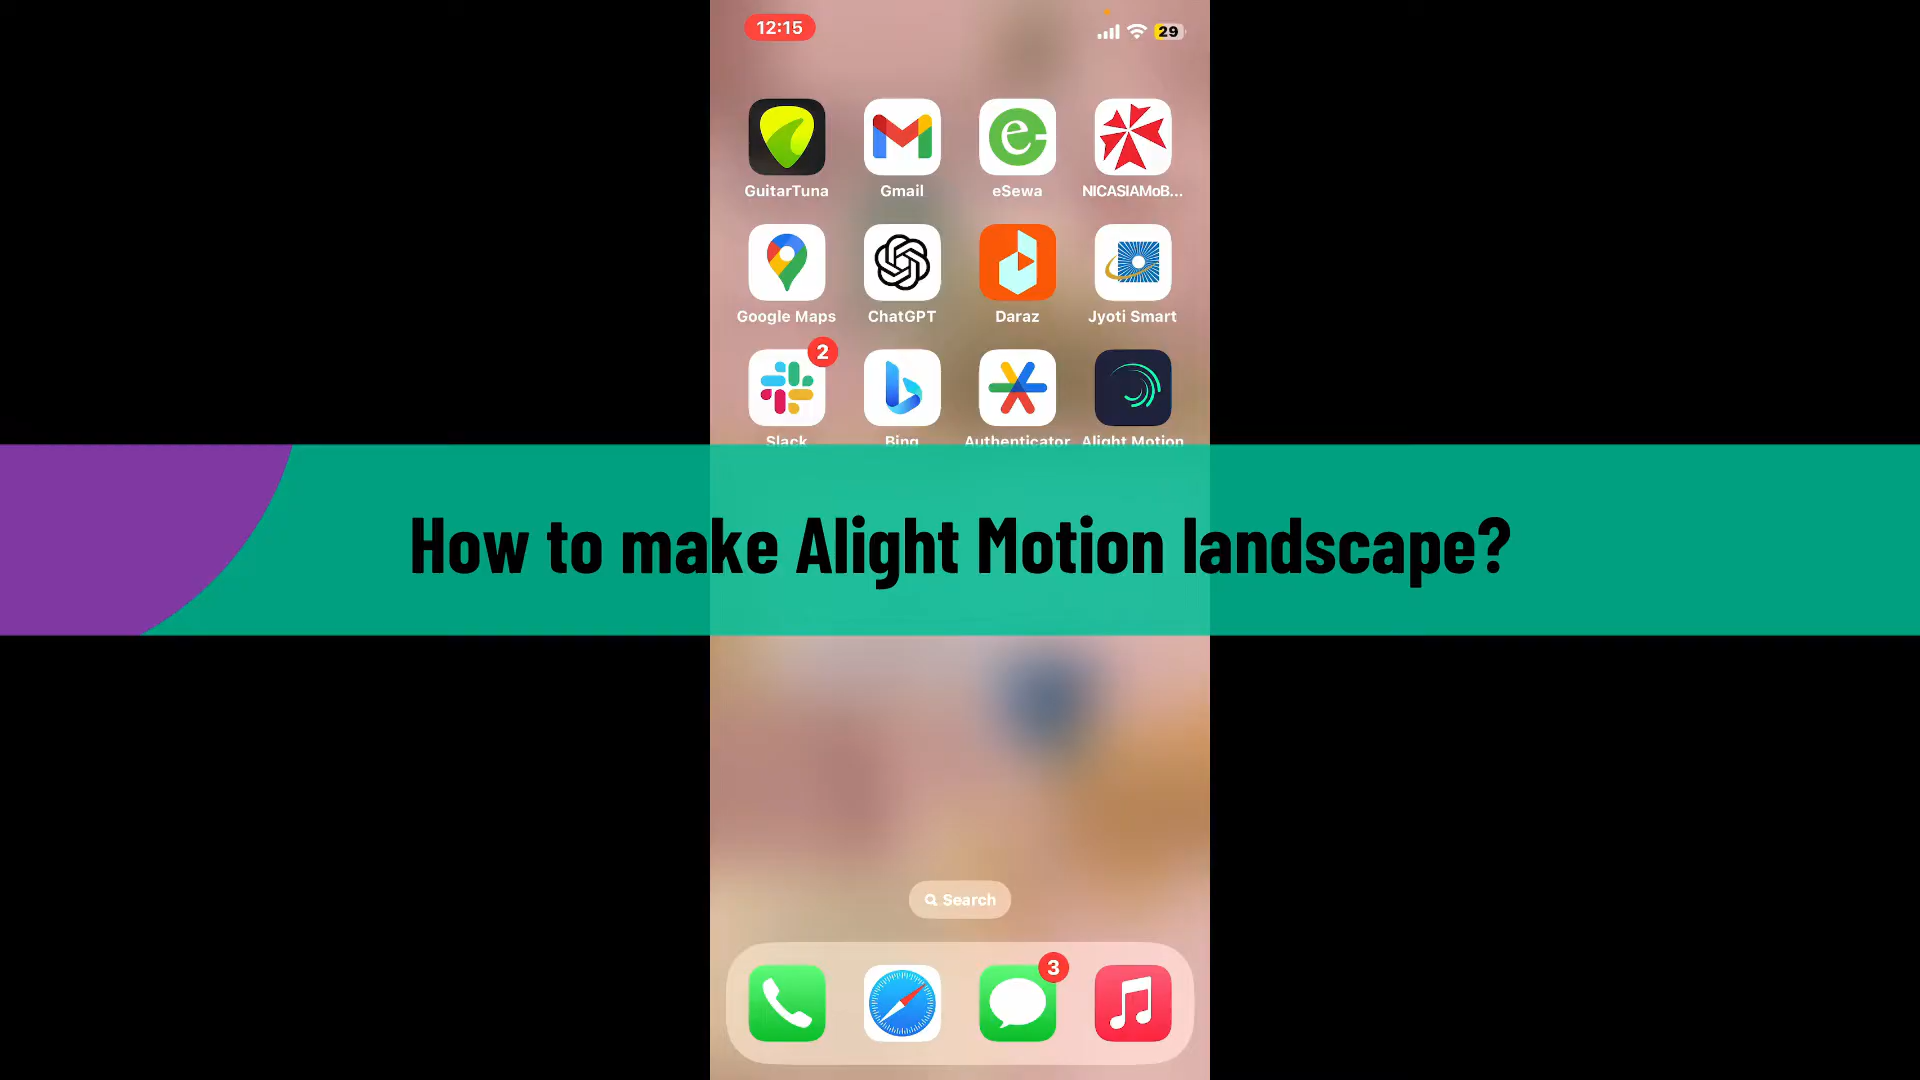 12:15
29
GuitarTuna
Gmail
eSewa
NICASIAMoB...
Google Maps
ChatGPT
Daraz
Jyoti Smart
2
Slack
Bing
Authenticator
Alight Motion
How to make Alight Motion landscape?
Search
3